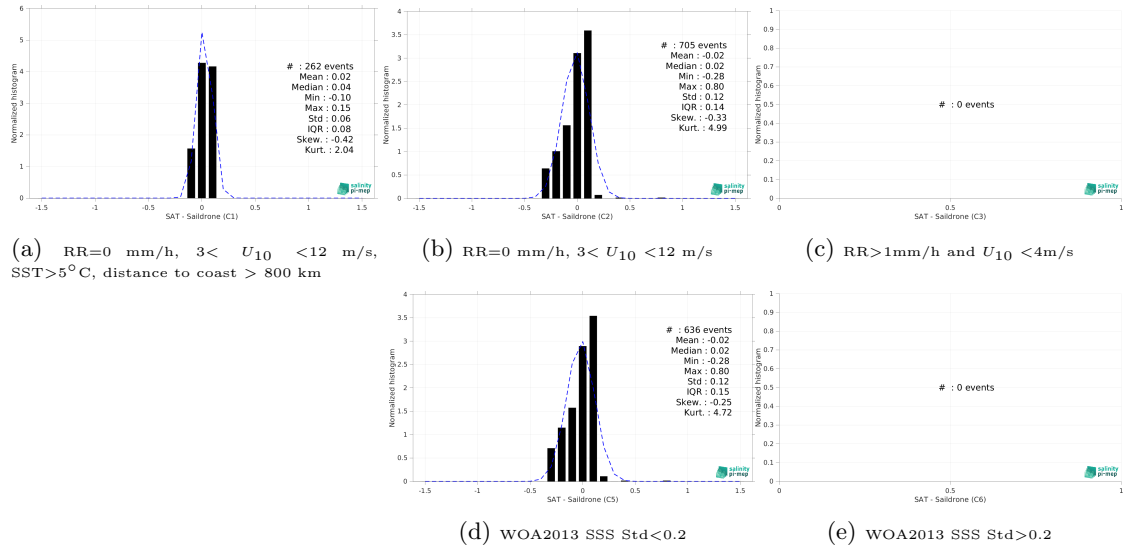 6
5
4
3
2
1
0
Normalized histogram
# : 262 events
Mean : 0.02
Median : 0.04
Min : -0.10
Max : 0.15
Std : 0.06
IQR : 0.08
Skew. : -0.42
Kurt. : 2.04
salinity
pi-mep
-1.5 -1 -0.5 0 0.5 1 1.5
SAT - Saildrone (C1)
(a) RR=0 mm/h, 3< U10 <12 m/s,
SST>5°C, distance to coast > 800 km
4
3.5
3
2.5
2
1.5
1
0.5
0
Normalized histogram
# : 705 events
Mean : -0.02
Median : 0.02
Min : -0.28
Max : 0.80
Std : 0.12
IQR : 0.14
Skew. : -0.33
Kurt. : 4.99
salinity
pi-mep
-1.5 -1 -0.5 0 0.5 1 1.5
SAT - Saildrone (C2)
(b) RR=0 mm/h, 3< U10 <12 m/s
1
0.9
0.8
0.7
0.6
0.5
0.4
0.3
0.2
0.1
0
Normalized histogram
# : 0 events
salinity
pi-mep
0 0.5 1
SAT - Saildrone (C3)
(c) RR>1mm/h and U10 <4m/s
4
3.5
3
2.5
2
1.5
1
0.5
0
Normalized histogram
# : 636 events
Mean : -0.02
Median : 0.02
Min : -0.28
Max : 0.80
Std : 0.12
IQR : 0.15
Skew. : -0.25
Kurt. : 4.72
salinity
pi-mep
-1.5 -1 -0.5 0 0.5 1 1.5
SAT - Saildrone (C5)
(d) WOA2013 SSS Std<0.2
1
0.9
0.8
0.7
0.6
0.5
0.4
0.3
0.2
0.1
0
Normalized histogram
# : 0 events
salinity
pi-mep
0 0.5 1
SAT - Saildrone (C6)
(e) WOA2013 SSS Std>0.2